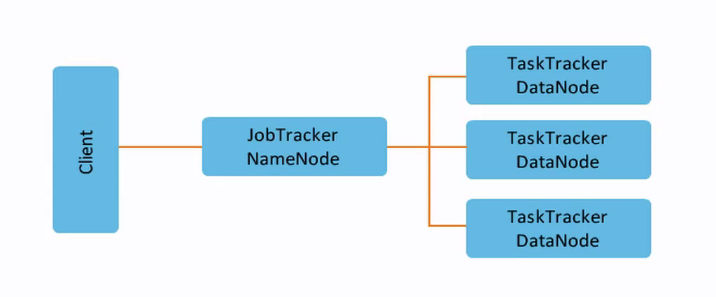 Client
JobTracker
NameNode
TaskTracker
DataNode
TaskTracker
DataNode
TaskTracker
DataNode